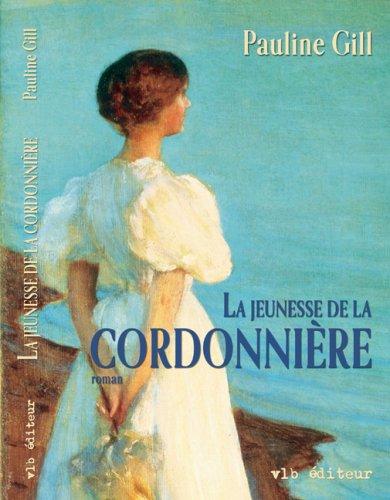 Pauline Gill
LA JEUNESSE DE LA CORDONNIÈRE
vlb éditeur
Pauline Gill
LA JEUNESSE DE LA
CORDONNIÈRE
roman
vlb éditeur